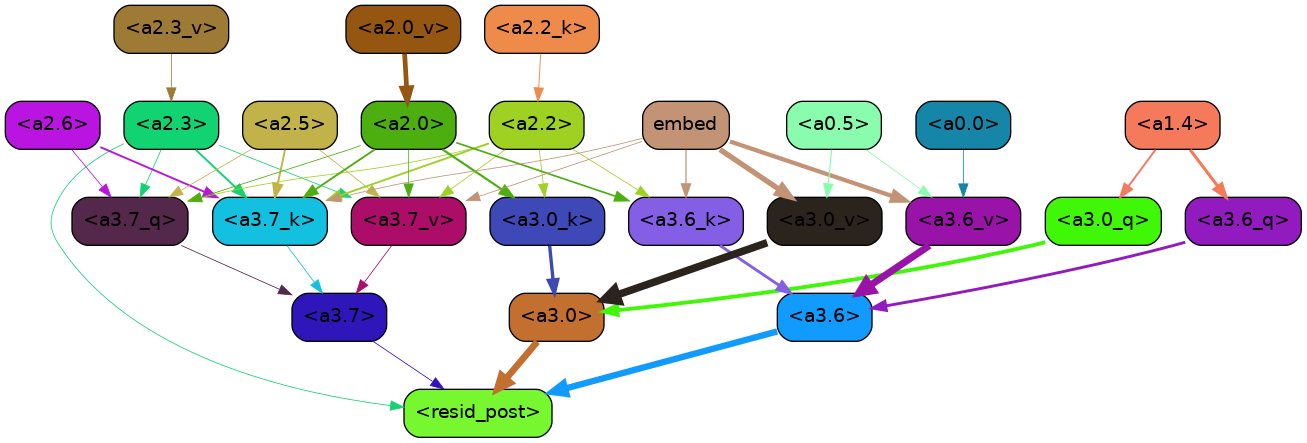 <a2.3_v> <a2.0_v> <a2.2_k>
<a2.6> <a2.3> <a2.5> <a2.0> <a2.2> embed <a0.5> <a0.0> <a1.4>
<a3.7_q> <a3.7_k> <a3.7_v> <a3.0_k> <a3.6_k> <a3.0_v> <a3.6_v> <a3.0_q> <a3.6_q>
<a3.7> <a3.0> <a3.6>
<resid_post>